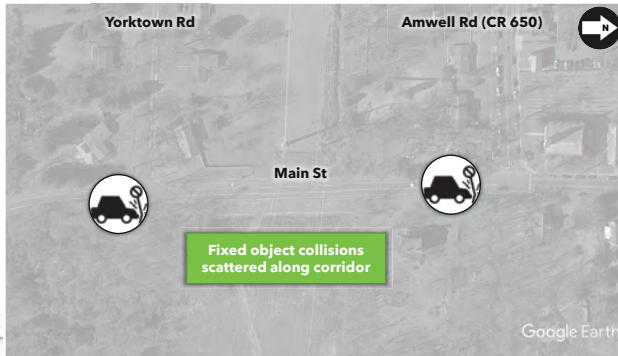 Yorktown Rd
Amwell Rd (CR 650)
N
Main St
Fixed object collisions
scattered along corridor
Google Earth